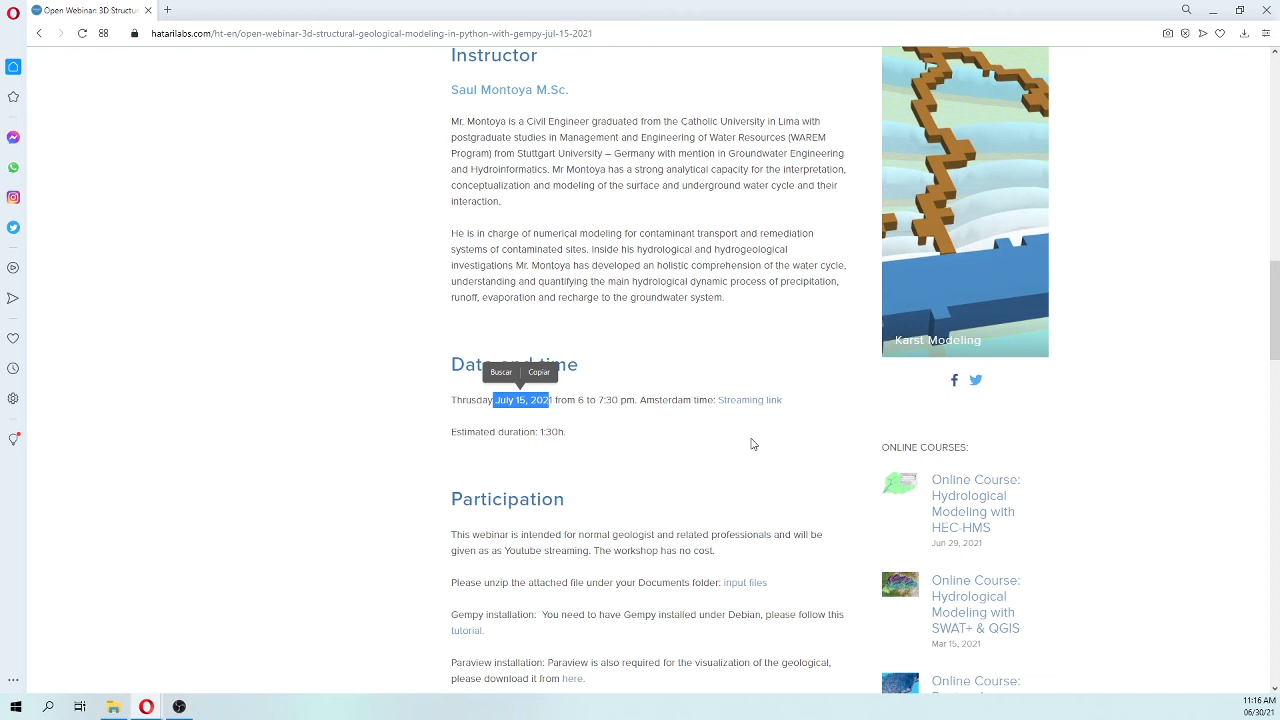 Open Webinar: 3D Structur
hatarilabs.com/ht-en/open-webinar-3d-structural-geological-modeling-in-python-with-gempy-jul-15-2021
Instructor
Saul Montoya M.Sc.
Mr. Montoya is a Civil Engineer graduated from the Catholic University in Lima with
postgraduate studies in Management and Engineering of Water Resources (WAREM
Program) from Stuttgart University – Germany with mention in Groundwater Engineering
and Hydroinformatics. Mr Montoya has a strong analytical capacity for the interpretation,
conceptualization and modeling of the surface and underground water cycle and their
interaction.
He is in charge of numerical modeling for contaminant transport and remediation
systems of contaminated sites. Inside his hydrological and hydrogeological
investigations Mr. Montoya has developed an holistic comprehension of the water cycle,
understanding and quantifying the main hydrological dynamic process of precipitation,
runoff, evaporation and recharge to the groundwater system.
Date and time
Buscar Copiar
Thrusday July 15, 2021 from 6 to 7:30 pm. Amsterdam time: Streaming link
Estimated duration: 1:30h.
Participation
This webinar is intended for normal geologist and related professionals and will be
given as as Youtube streaming. The workshop has no cost.
Please unzip the attached file under your Documents folder: input files
Gempy installation: You need to have Gempy installed under Debian, please follow this
tutorial.
Paraview installation: Paraview is also required for the visualization of the geological,
please download it from here.
Karst Modeling
ONLINE COURSES:
Online Course:
Hydrological
Modeling with
HEC-HMS
Jun 29, 2021
Online Course:
Hydrological
Modeling with
SWAT+ & QGIS
Mar 15, 2021
Online Course:
11:16 AM
06/30/21